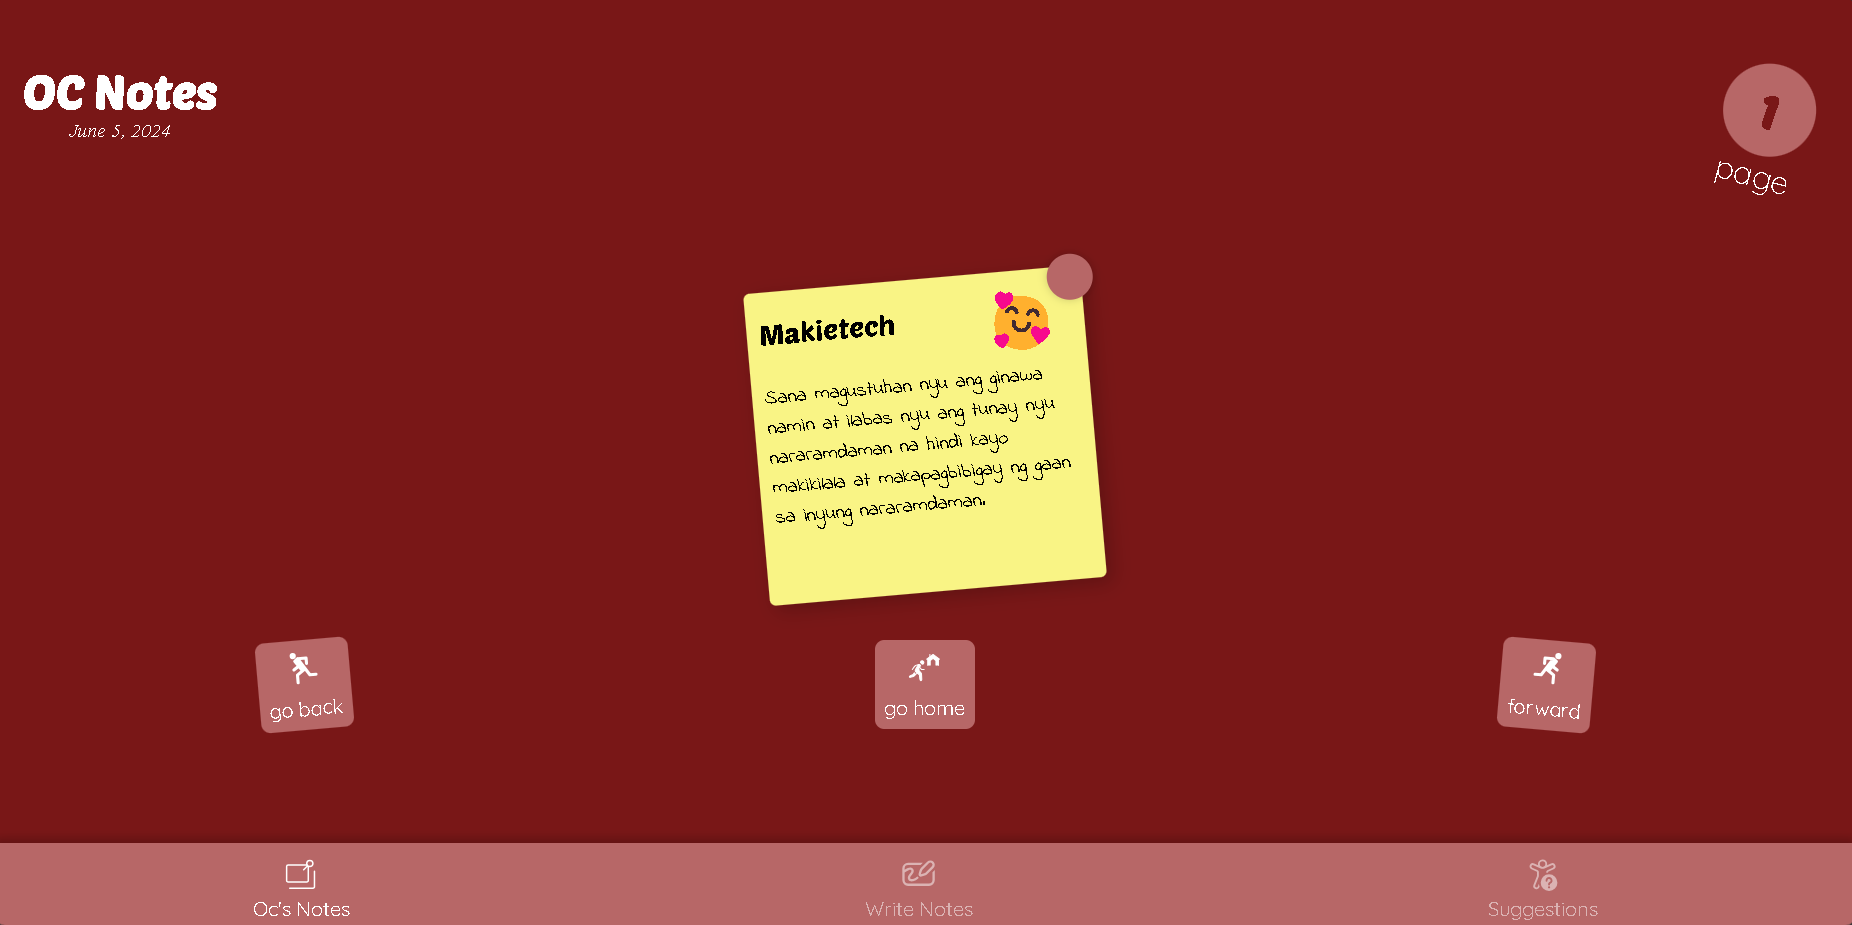 OC Notes
June 5, 2024
1
page
Makietech
Sana magustuhan nyu ang ginawa
namin at ilabas nyu ang tunay nyu
nararamdaman na hindi kayo
makikilala at makapagbibigay ng gaan
sa inyung nararamdaman.
go back
go home
forward
Oc's Notes
Write Notes
Suggestions